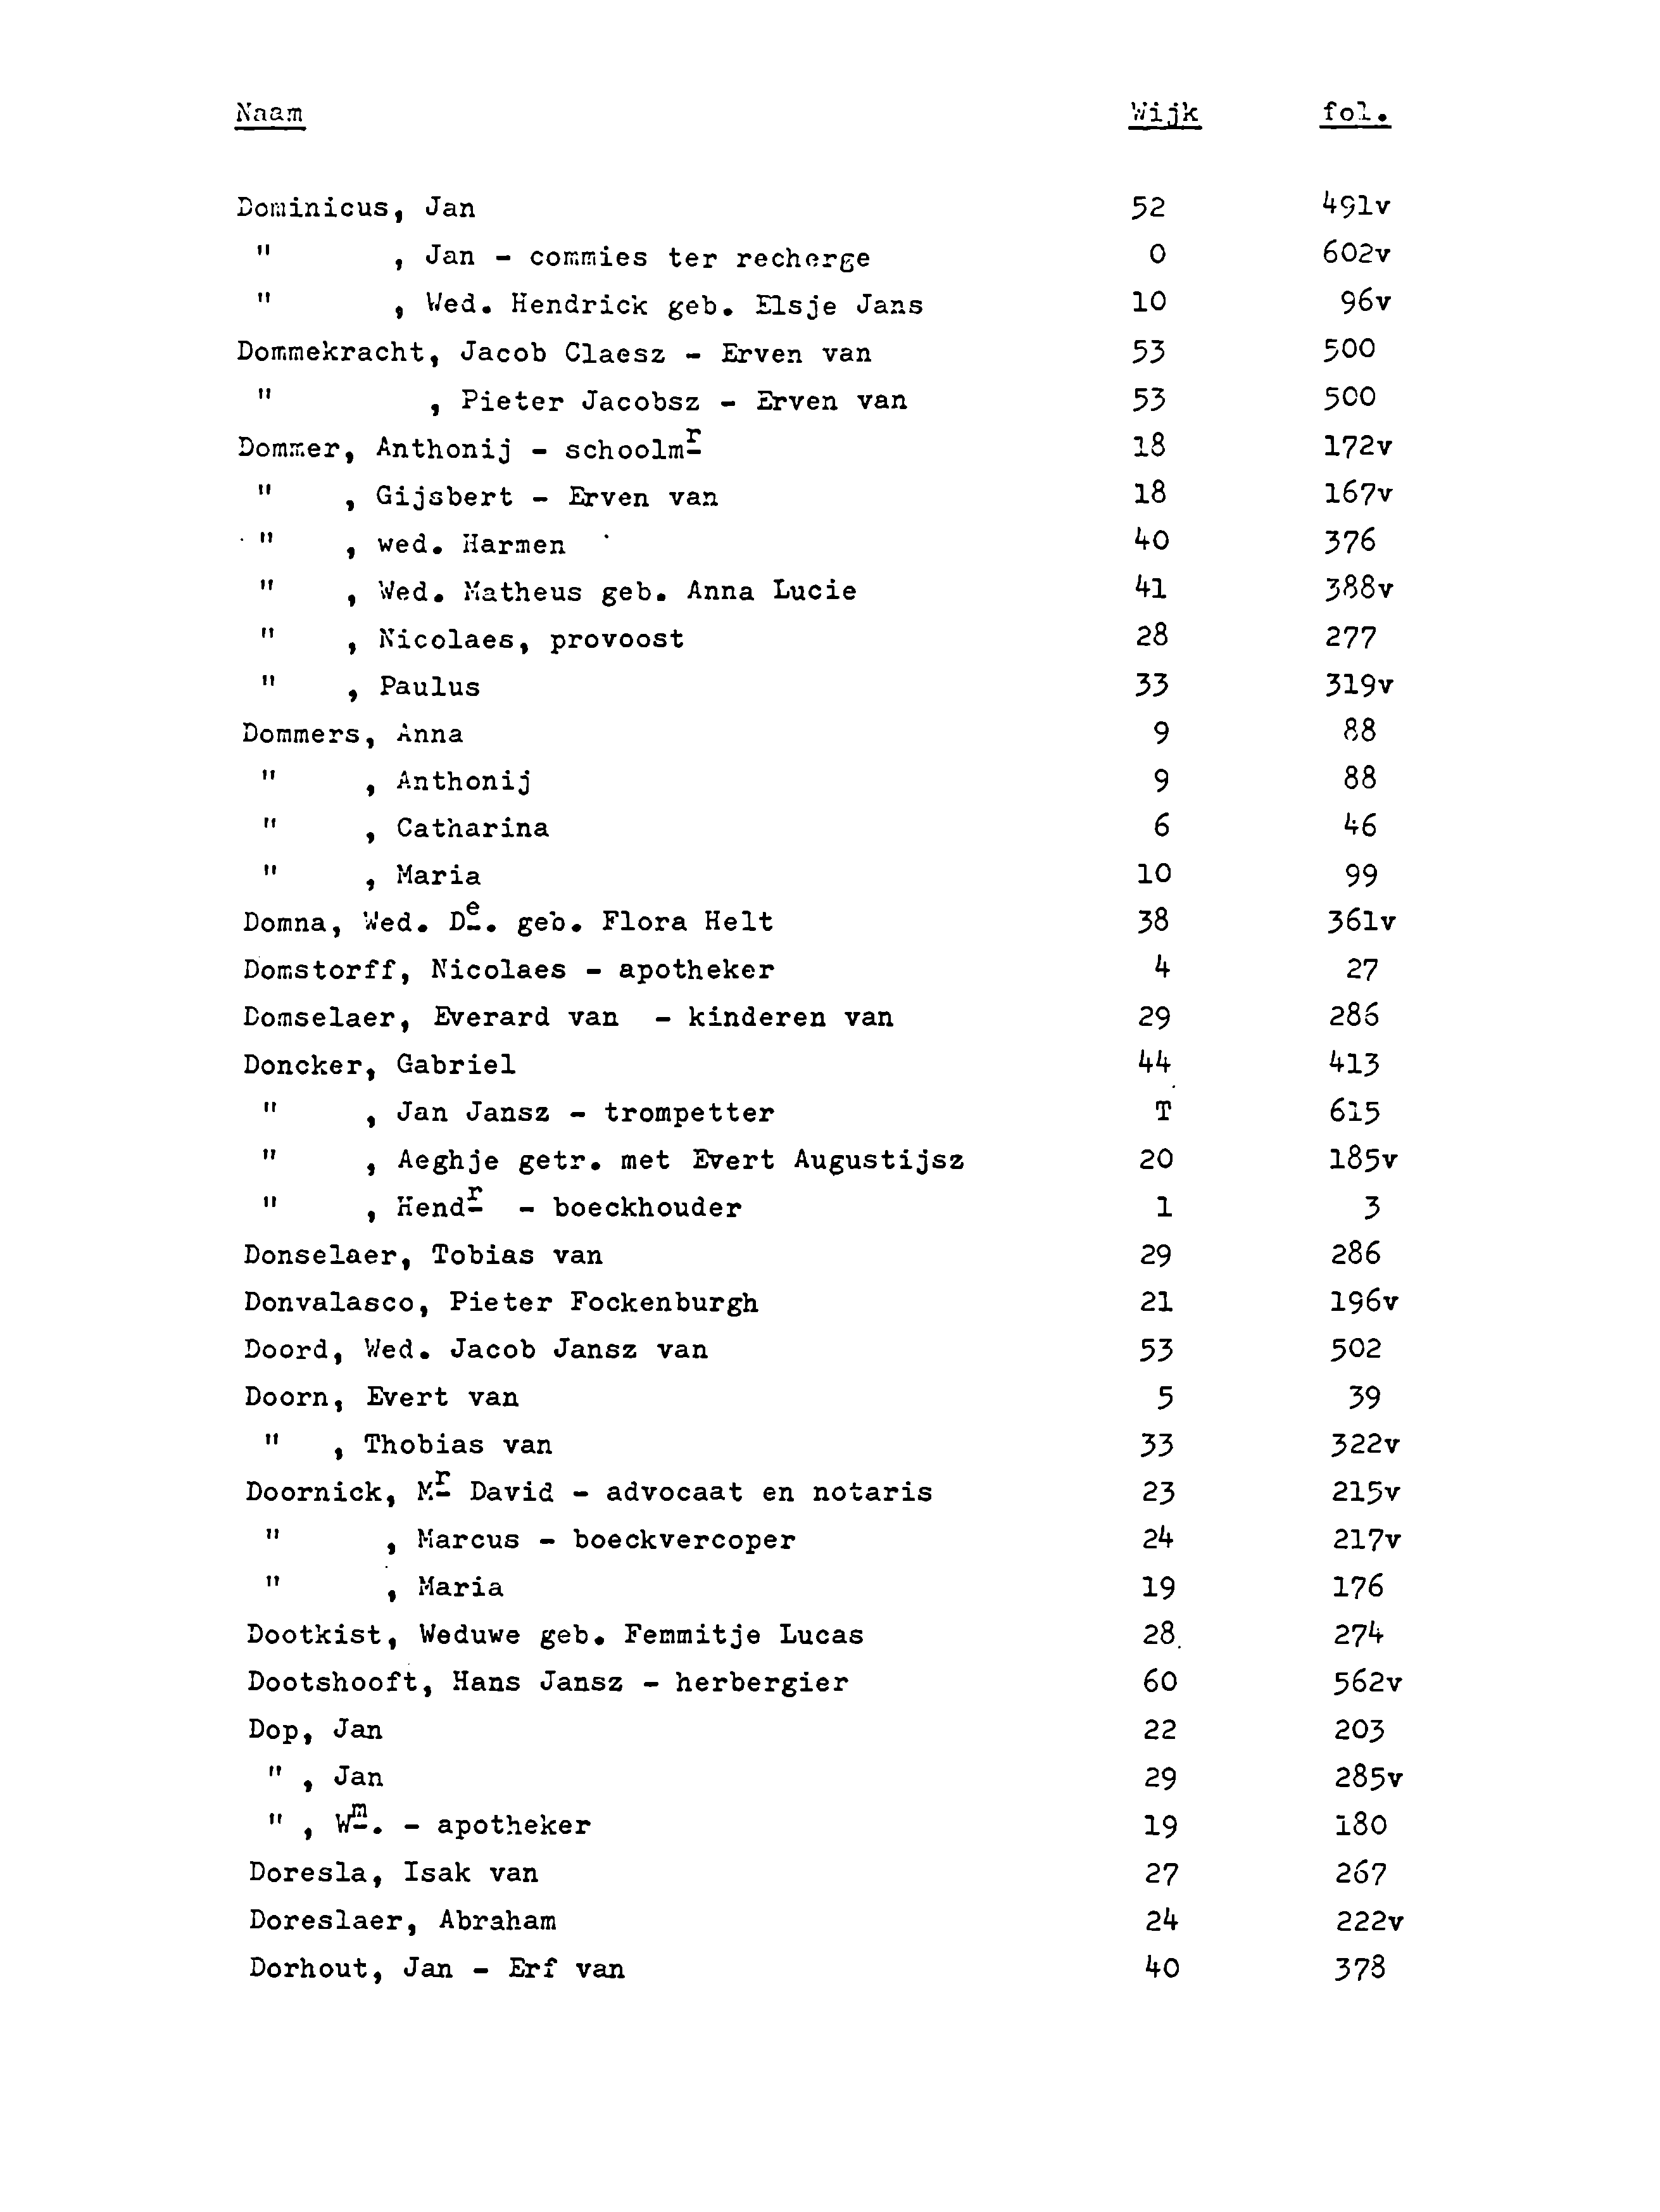 Naam Wijk fol.
Dominicus, Jan 52 491v
" , Jan - commies ter recherge 0 602v
" , Wed. Hendrick geb. Elsje Jans 10 96v
Dommekracht, Jacob Claesz - Erven van 53 500
" , Pieter Jacobsz - Erven van 53 500
Dommer, Anthonij - schoolmr 18 172v
" , Gijsbert - Erven van 18 167v
" , wed. Harmen 40 376
" , Wed. Matheus geb. Anna Lucie 41 388v
" , Nicolaes, provoost 28 277
" , Paulus 33 319v
Dommers, Anna 9 88
" , Anthonij 9 88
" , Catharina 6 46
" , Maria 10 99
Domna, Wed. De. geb. Flora Helt 38 361v
Domstorff, Nicolaes - apotheker 4 27
Domselaer, Everard van - kinderen van 29 286
Doncker, Gabriel 44 413
" , Jan Jansz - trompetter T 615
" , Aeghje getr. met Evert Augustijsz 20 185v
" , Hendr - boeckhouder 1 3
Donselaer, Tobias van 29 286
Donvalasco, Pieter Fockenburgh 21 196v
Doord, Wed. Jacob Jansz van 53 502
Doorn, Evert van 5 39
" , Thobias van 33 322v
Doornick, Mr David - advocaat en notaris 23 215v
" , Marcus - boeckvercoper 24 217v
" , Maria 19 176
Dootkist, Weduwe geb. Femmitje Lucas 28 274
Dootshooft, Hans Jansz - herbergier 60 562v
Dop, Jan 22 203
" , Jan 29 285v
" , Wm. - apotheker 19 180
Doresla, Isak van 27 267
Doreslaer, Abraham 24 222v
Dorhout, Jan - Erf van 40 378